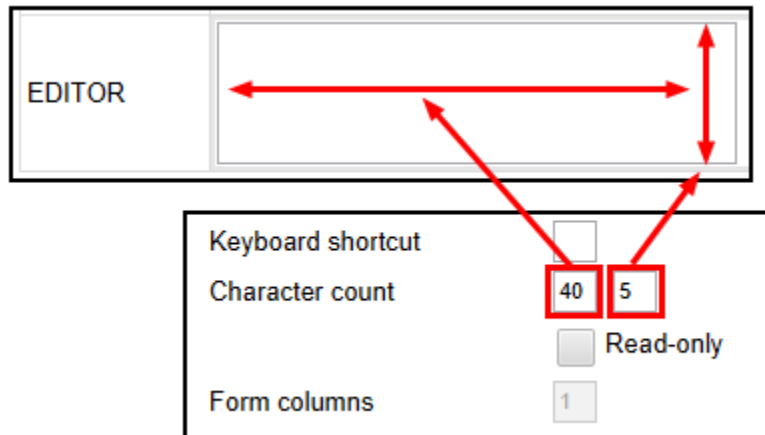 EDITOR
Keyboard shortcut
Character count 40 5
Read-only
Form columns 1